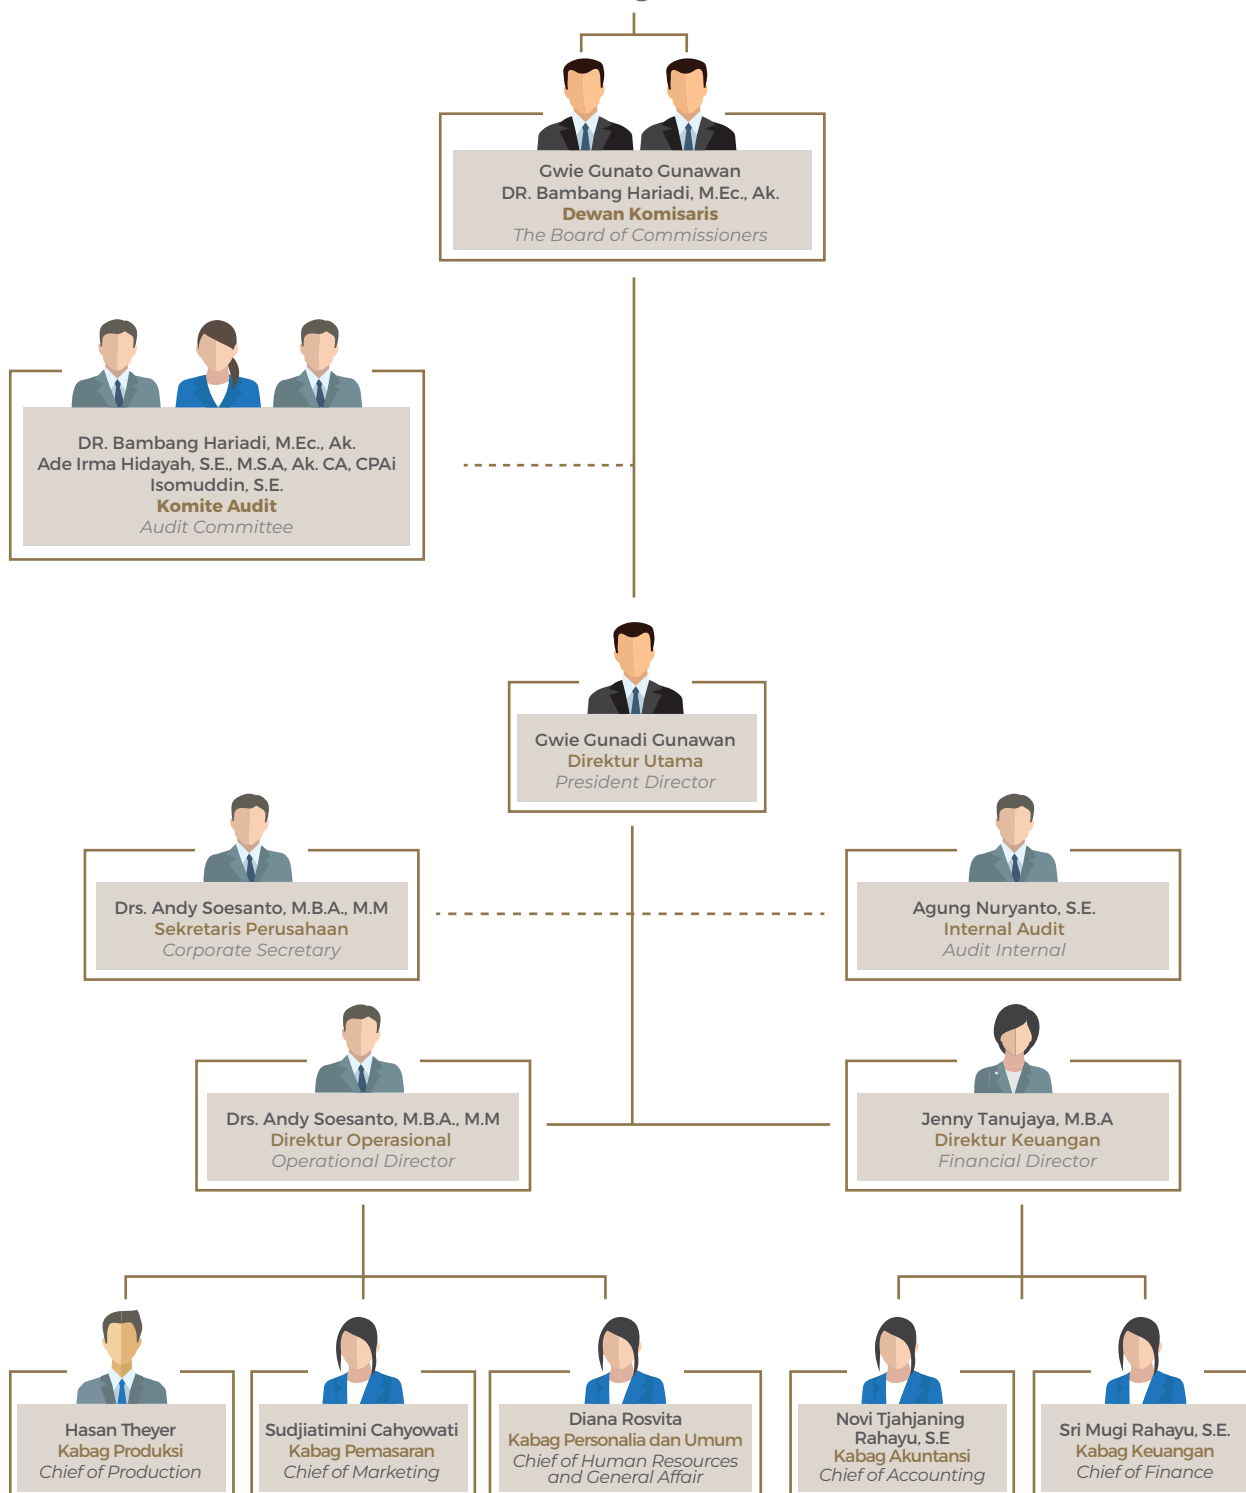 Gwie Gunato Gunawan
DR. Bambang Hariadi, M.Ec., Ak.
Dewan Komisaris
The Board of Commissioners
DR. Bambang Hariadi, M.Ec., Ak.
Ade Irma Hidayah, S.E., M.S.A, Ak. CA, CPAi
Isomuddin, S.E.
Komite Audit
Audit Committee
Gwie Gunadi Gunawan
Direktur Utama
President Director
Drs. Andy Soesanto, M.B.A., M.M
Sekretaris Perusahaan
Corporate Secretary
Agung Nuryanto, S.E.
Internal Audit
Audit Internal
Drs. Andy Soesanto, M.B.A., M.M
Direktur Operasional
Operational Director
Jenny Tanujaya, M.B.A
Direktur Keuangan
Financial Director
Hasan Theyer
Kabag Produksi
Chief of Production
Sudjiatimini Cahyowati
Kabag Pemasaran
Chief of Marketing
Diana Rosvita
Kabag Personalia dan Umum
Chief of Human Resources
and General Affair
Novi Tjahjaning
Rahayu, S.E
Kabag Akuntansi
Chief of Accounting
Sri Mugi Rahayu, S.E.
Kabag Keuangan
Chief of Finance